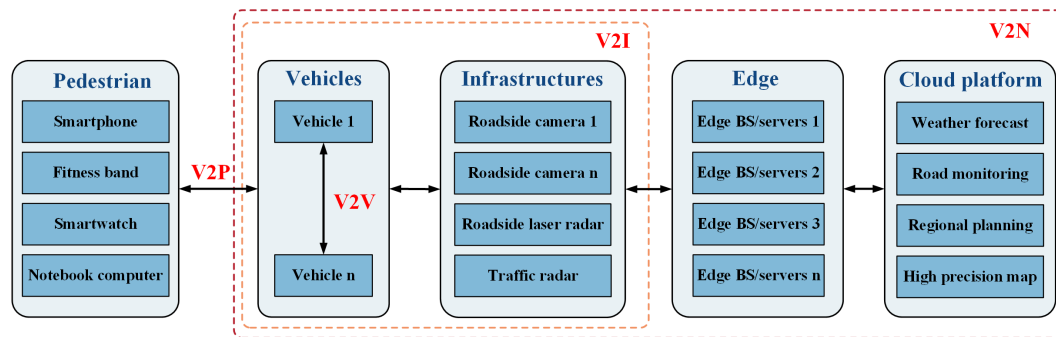 V2N
V2I
Pedestrian
Smartphone
Fitness band
Smartwatch
Notebook computer
V2P
Vehicles
Vehicle 1
V2V
Vehicle n
Infrastructures
Roadside camera 1
Roadside camera n
Roadside laser radar
Traffic radar
Edge
Edge BS/servers 1
Edge BS/servers 2
Edge BS/servers 3
Edge BS/servers n
Cloud platform
Weather forecast
Road monitoring
Regional planning
High precision map